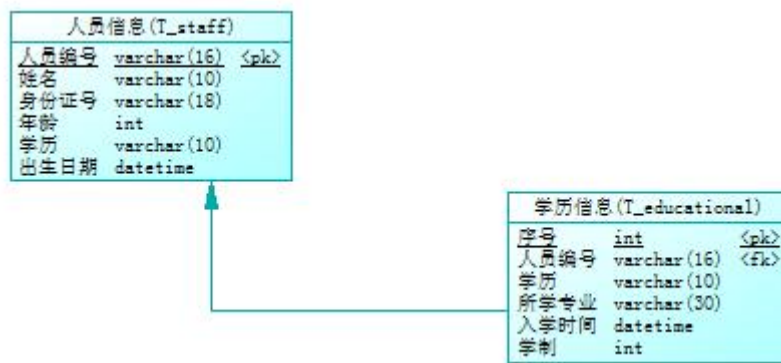 人员信息(T_staff)
人员编号 varchar(16) <pk>
姓名 varchar(10)
身份证号 varchar(18)
年龄 int
学历 varchar(10)
出生日期 datetime
学历信息(T_educational)
序号 int <pk>
人员编号 varchar(16) <fk>
学历 varchar(10)
所学专业 varchar(30)
入学时间 datetime
学制 int